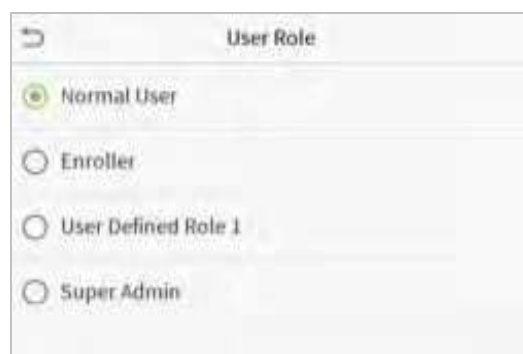 User Role
Normal User
Enroller
User Defined Role 1
Super Admin